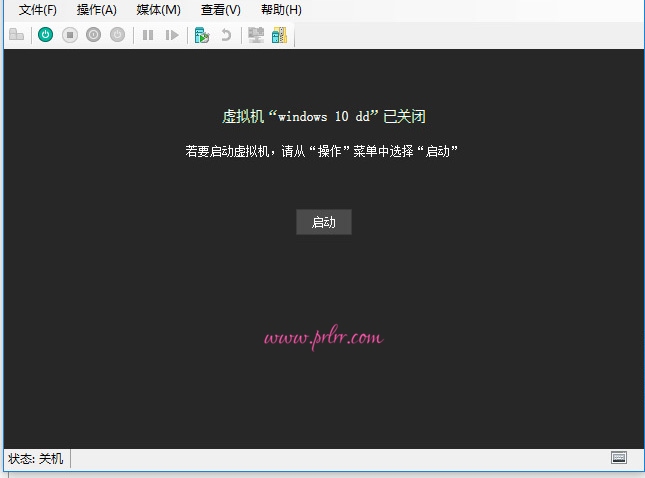 文件(F) 操作(A) 媒体(M) 查看(V) 帮助(H)
虚拟机“windows 10 dd”已关闭
若要启动虚拟机，请从“操作”菜单中选择“启动”
启动
www.prlrr.com
状态: 关机